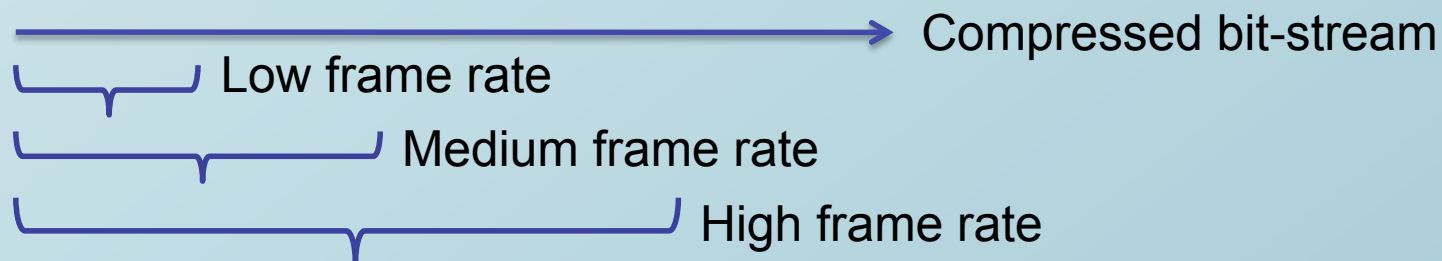 Compressed bit-stream
Low frame rate
Medium frame rate
High frame rate